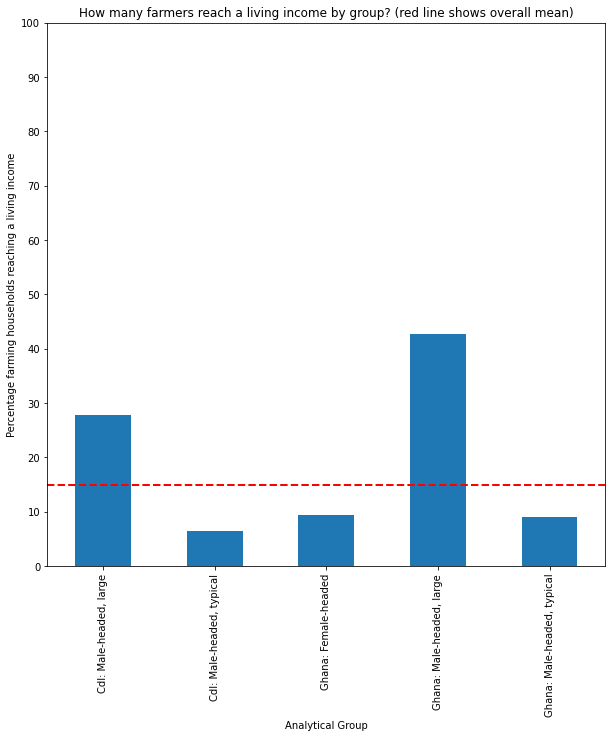 How many farmers reach a living income by group? (red line shows overall mean)
Percentage farming households reaching a living income
100
90
80
70
60
50
40
30
20
10
0
CdI: Male-headed, large
CdI: Male-headed, typical
Ghana: Female-headed
Ghana: Male-headed, large
Ghana: Male-headed, typical
Analytical Group